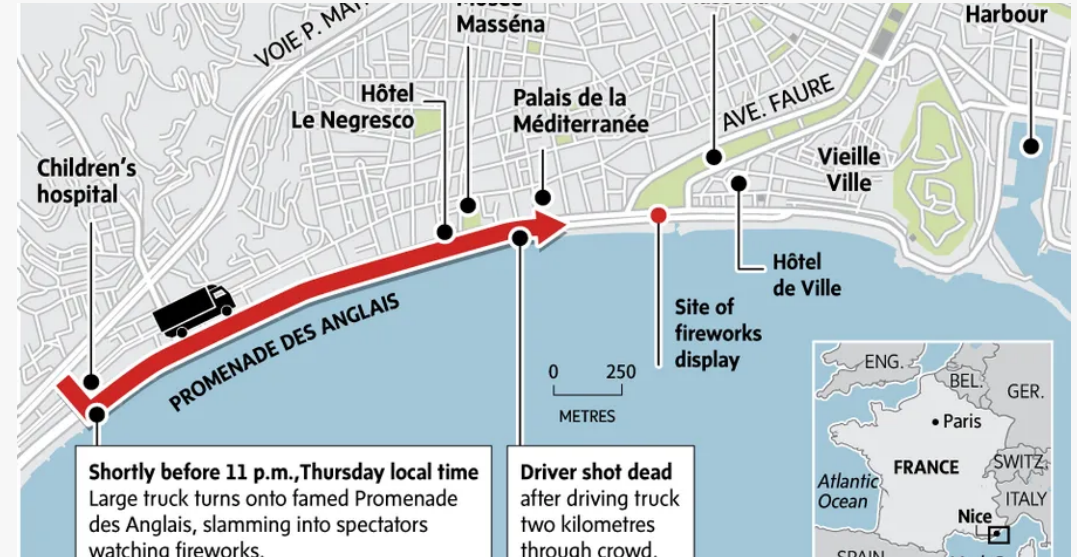 VOIE P.
Masséna
Harbour
Hôtel
Le Negresco
Palais de la
Méditerranée
AVE. FAURE
Vieille
Ville
Children's
hospital
Hôtel
de Ville
Site of
fireworks
display
PROMENADE DES ANGLAIS
0 250
METRES
Shortly before 11 p.m., Thursday local time
Large truck turns onto famed Promenade
des Anglais, slamming into spectators
watching fireworks.
Driver shot dead
after driving truck
two kilometres
through crowd.
ENG.
BEL.
GER.
Paris
FRANCE
SWITZ.
Atlantic
Ocean
ITALY
Nice
SPAIN